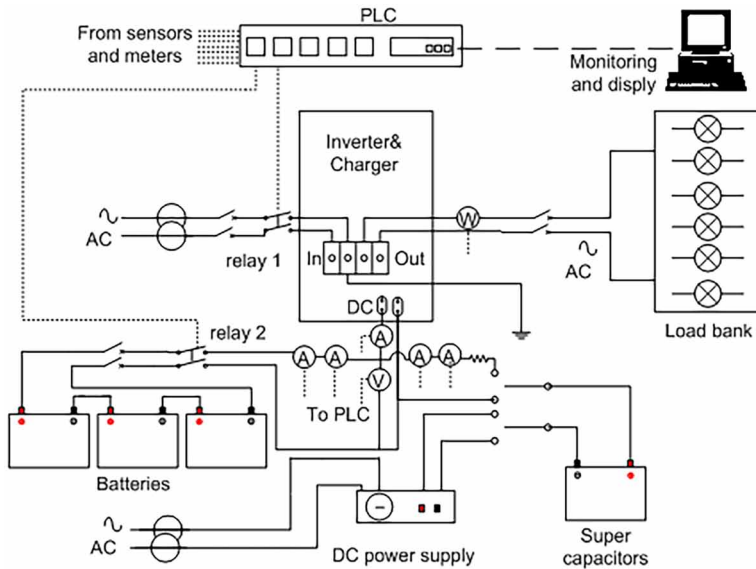 PLC
From sensors
and meters
Monitoring
and disply
Inverter&
Charger
AC
relay 1
In
Out
W
AC
DC
Load bank
relay 2
A
A
A
A
A
V
To PLC
Batteries
AC
DC power supply
Super
capacitors